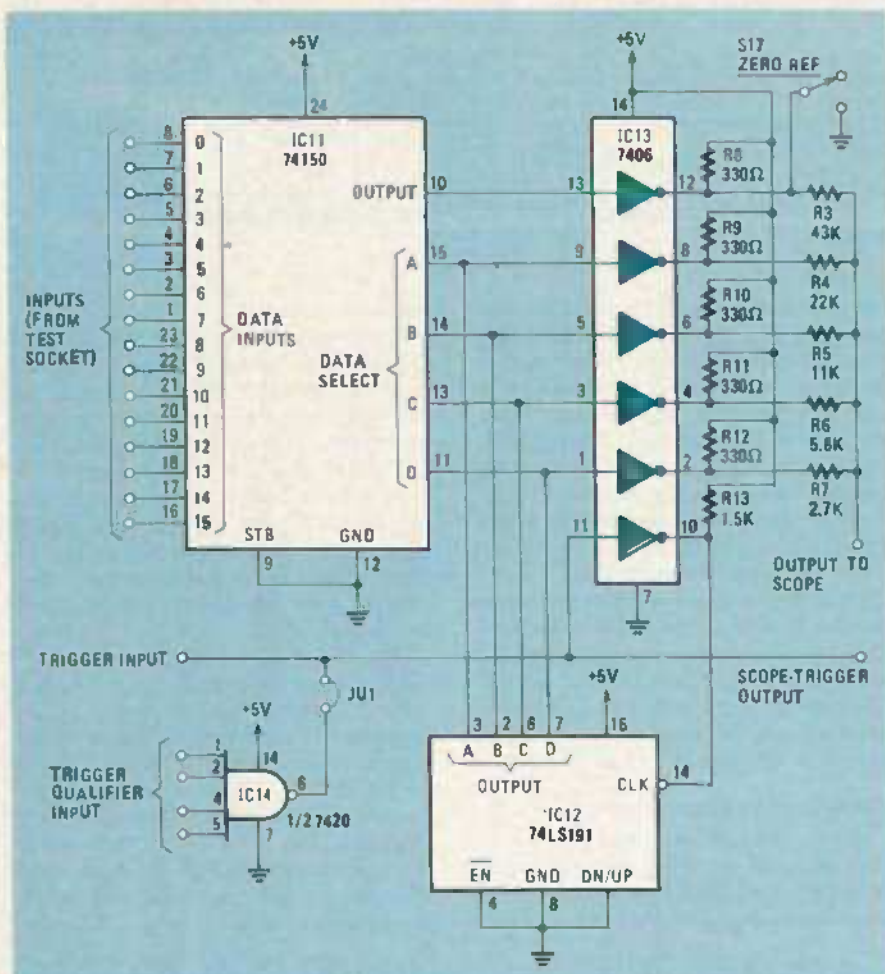 +5V
24
IC11
74150
8 0
7 1
6 2
5 3
4 4
3 5
2 6
1 7
23 8
22 9
21 10
20 11
19 12
18 13
17 14
16 15
INPUTS
(FROM
TEST
SOCKET)
DATA
INPUTS
OUTPUT
10
DATA
SELECT
A
15
B
14
C
13
D
11
STB
9
GND
12
+5V
14
IC13
7406
13 12
9 8
5 6
3 4
1 2
11 10
7
S17
ZERO REF
R8
330Ω
R9
330Ω
R10
330Ω
R11
330Ω
R12
330Ω
R13
1.5K
R3
43K
R4
22K
R5
11K
R6
5.6K
R7
2.7K
OUTPUT TO
SCOPE
TRIGGER INPUT
JU1
SCOPE-TRIGGER
OUTPUT
+5V
TRIGGER
QUALIFIER
INPUT
1
2
4
5
14
IC14
6
7
1/2 7420
+5V
3 2 6 7
16
A B C D
OUTPUT
CLK
14
IC12
74LS191
EN GND DN/UP
4 8